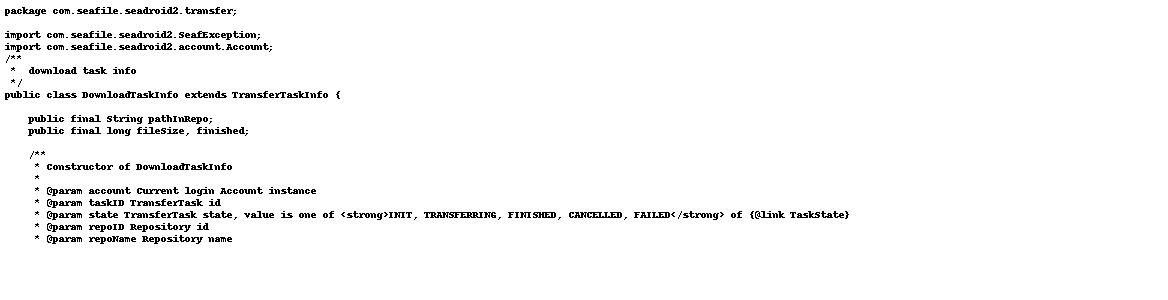 package com.seafile.seadroid2.transfer;

import com.seafile.seadroid2.SeafException;
import com.seafile.seadroid2.account.Account;
/**
 *  download task info
 */
public class DownloadTaskInfo extends TransferTaskInfo {

    public final String pathInRepo;
    public final long fileSize, finished;

    /**
     * Constructor of DownloadTaskInfo
     *
     * @param account Current login Account instance
     * @param taskID TransferTask id
     * @param state TransferTask state, value is one of <strong>INIT, TRANSFERRING, FINISHED, CANCELLED, FAILED</strong> of {@link TaskState}
     * @param repoID Repository id
     * @param repoName Repository name